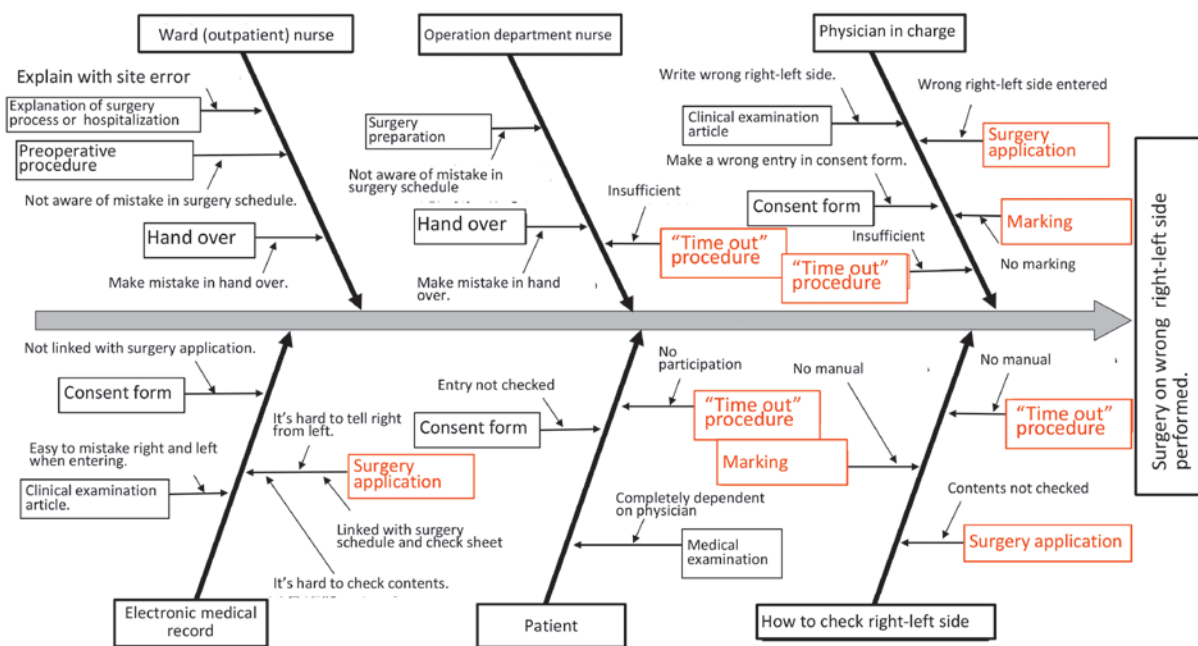 Ward (outpatient) nurse
Operation department nurse
Physician in charge
Explain with site error
Explanation of surgery
process or hospitalization
Preoperative
procedure
Not aware of mistake in surgery schedule.
Hand over
Make mistake in hand over.
Surgery
preparation
Not aware of mistake in
surgery schedule
Hand over
Make mistake in hand
over.
Insufficient
“Time out”
procedure
Write wrong right-left side.
Clinical examination
article
Make a wrong entry in consent form.
Consent form
Insufficient
“Time out”
procedure
Wrong right-left side entered
Surgery
application
Marking
No marking
Surgery on wrong right-left side
performed.
Not linked with surgery application.
Consent form
Easy to mistake right and left
when entering.
Clinical examination
article.
It’s hard to tell right
from left.
Surgery
application
Linked with surgery
schedule and check sheet
It’s hard to check contents.
Electronic medical
record
Entry not checked
Consent form
No
participation
“Time out”
procedure
Completely dependent
on physician
Medical
examination
Patient
No manual
Marking
No manual
“Time out”
procedure
Contents not checked
Surgery application
How to check right-left side